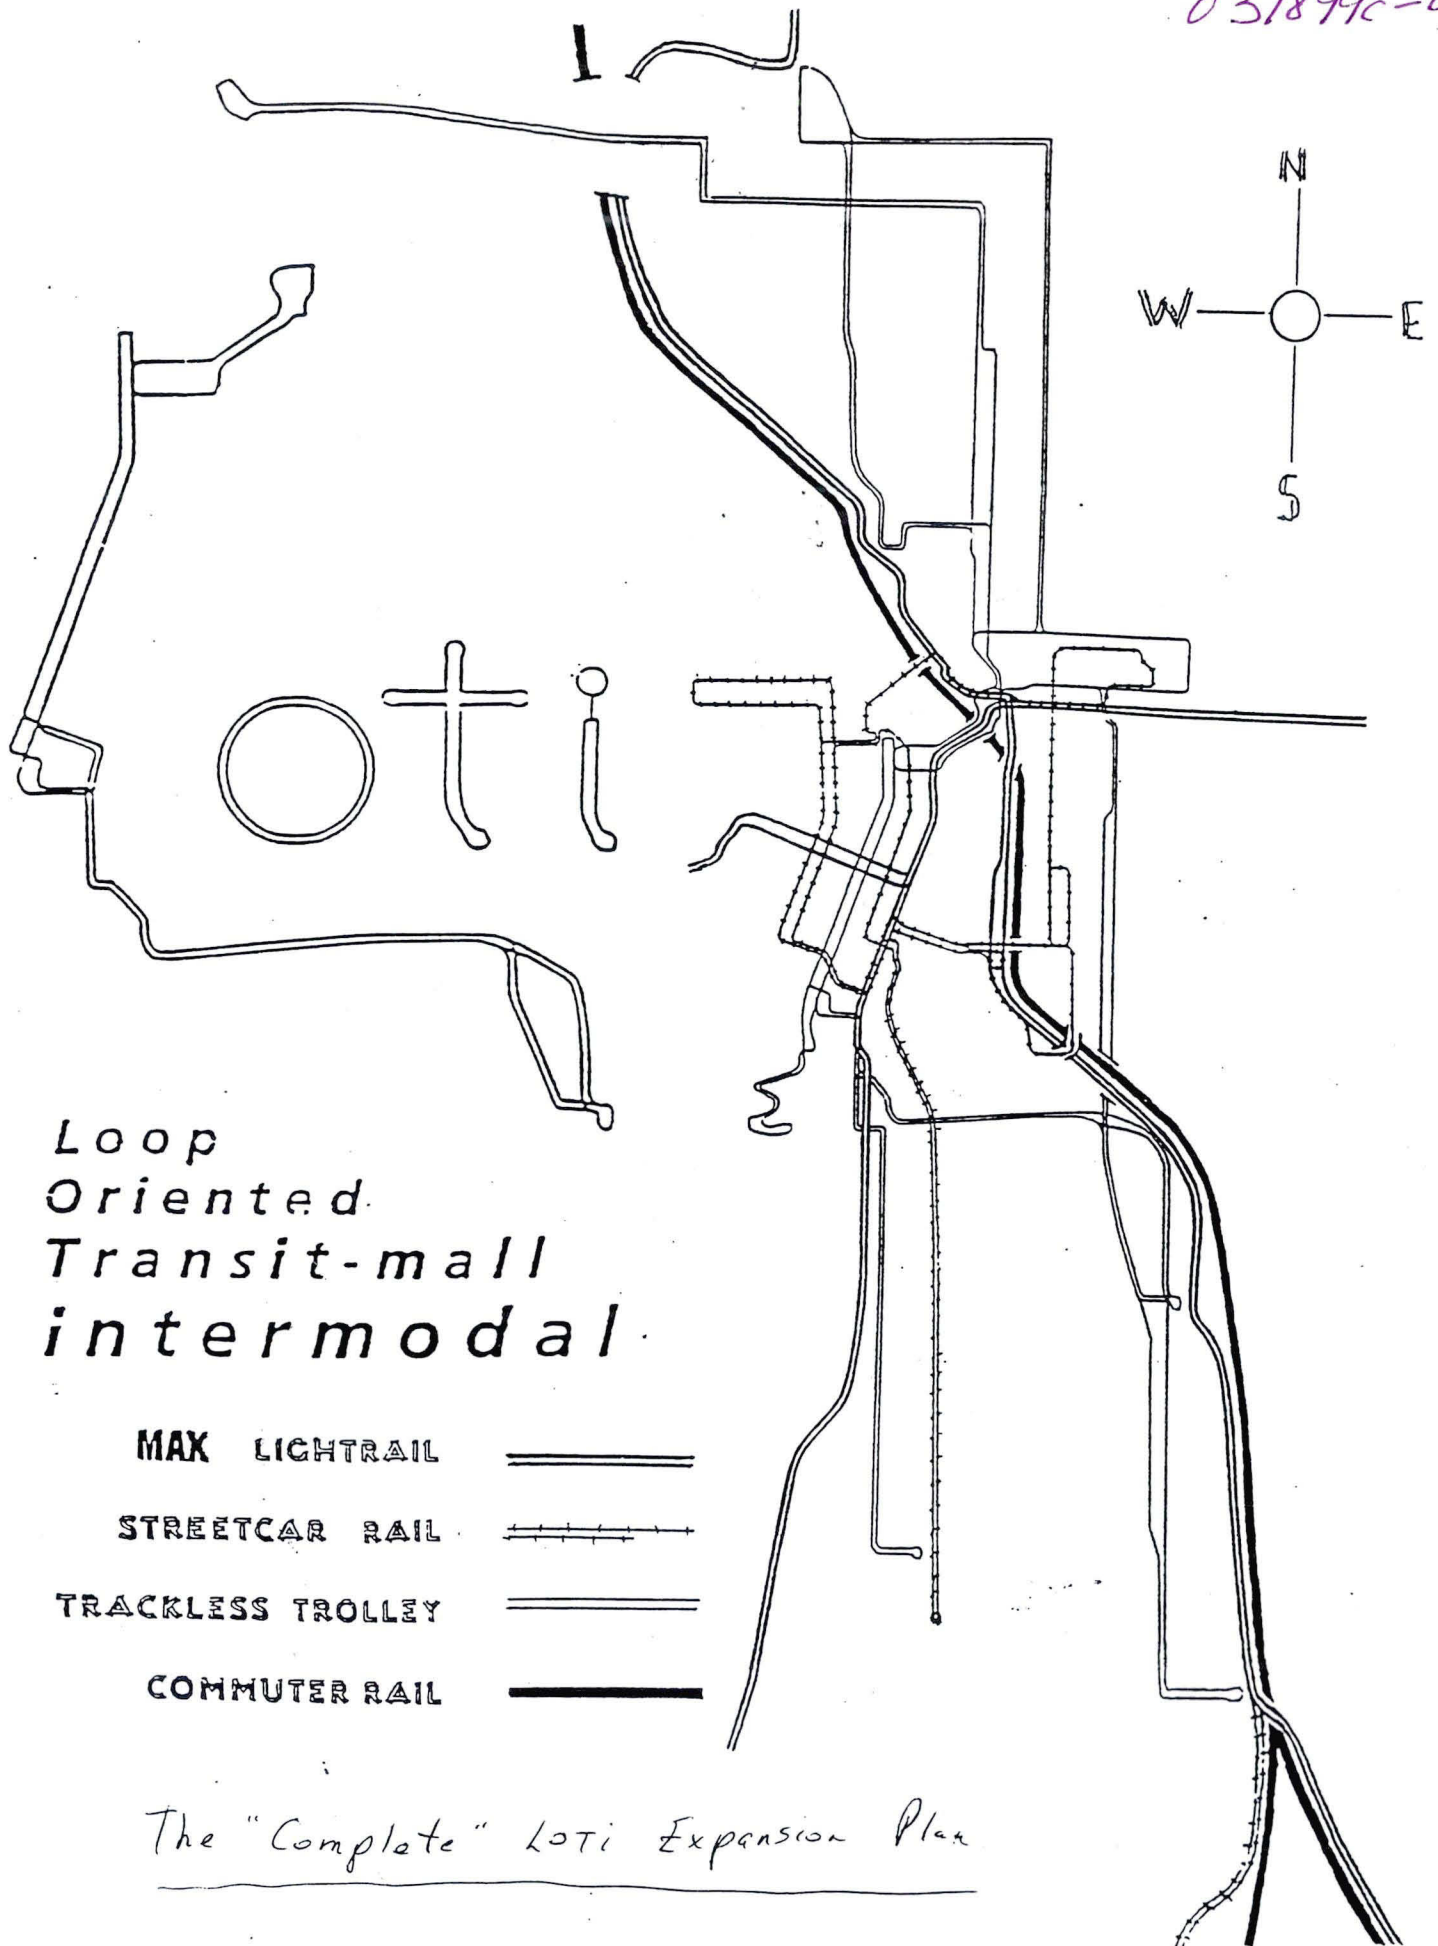 N
W E
S
oti
Loop
Oriented
Transit-mall
intermodal
MAX LIGHTRAIL
STREETCAR RAIL
TRACKLESS TROLLEY
COMMUTER RAIL
The "Complete" LOTi Expansion Plan